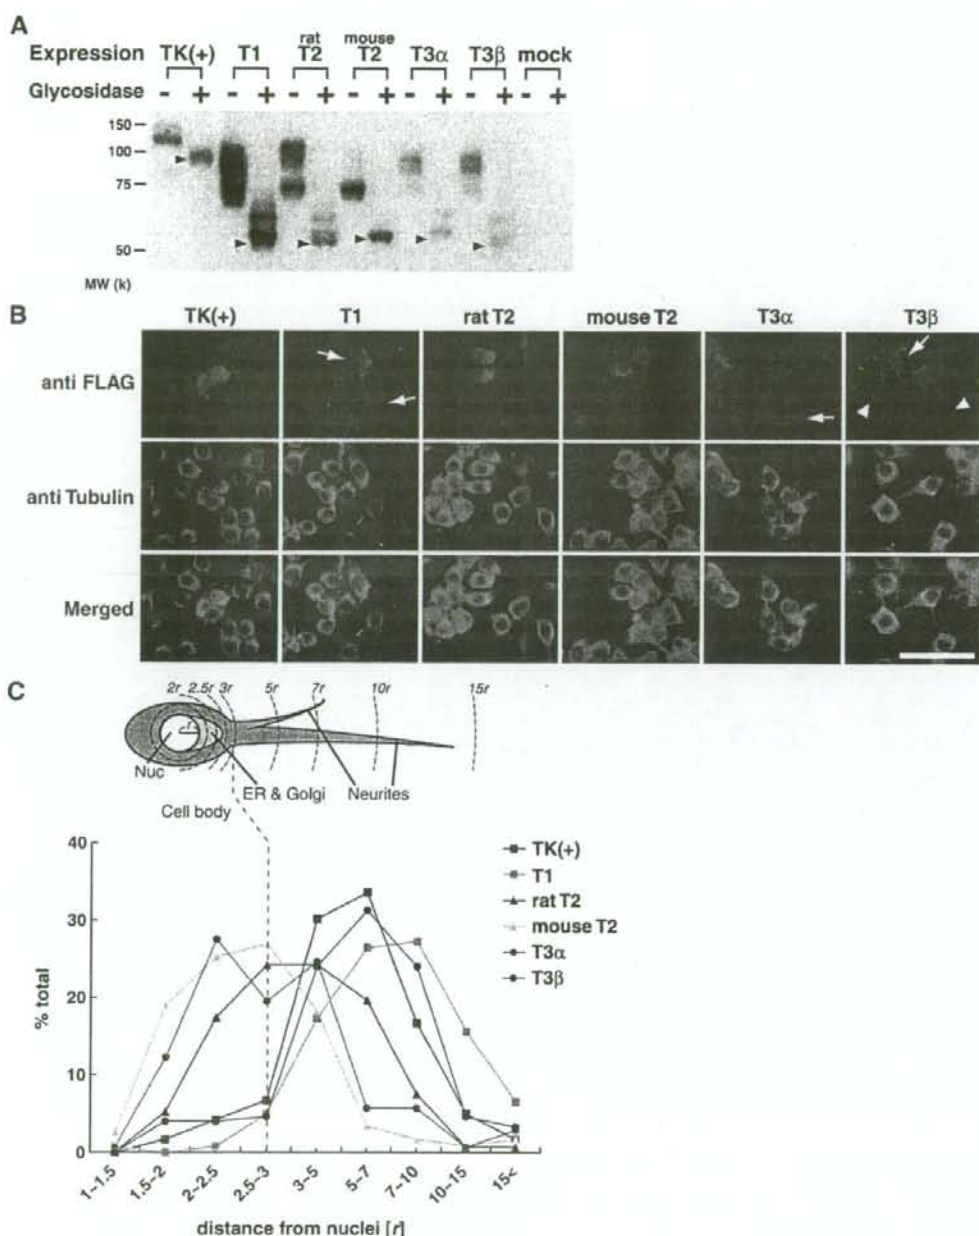 A
Expression TK(+) T1 rat T2 mouse T2 T3α T3β mock
Glycosidase - + - + - + - + - + - + - +
150
100
75
50
MW (k)
B
TK(+) T1 rat T2 mouse T2 T3α T3β
anti FLAG
anti Tubulin
Merged
C
2r 2.5r 3r 5r 7r 10r 15r
r
Nuc
ER & Golgi
Neurites
Cell body
40
30
20
10
0
% total
TK(+)
T1
rat T2
mouse T2
T3α
T3β
1~1.5 1.5~2 2~2.5 2.5~3 3~5 5~7 7~10 10~15 15<
distance from nuclei [r]